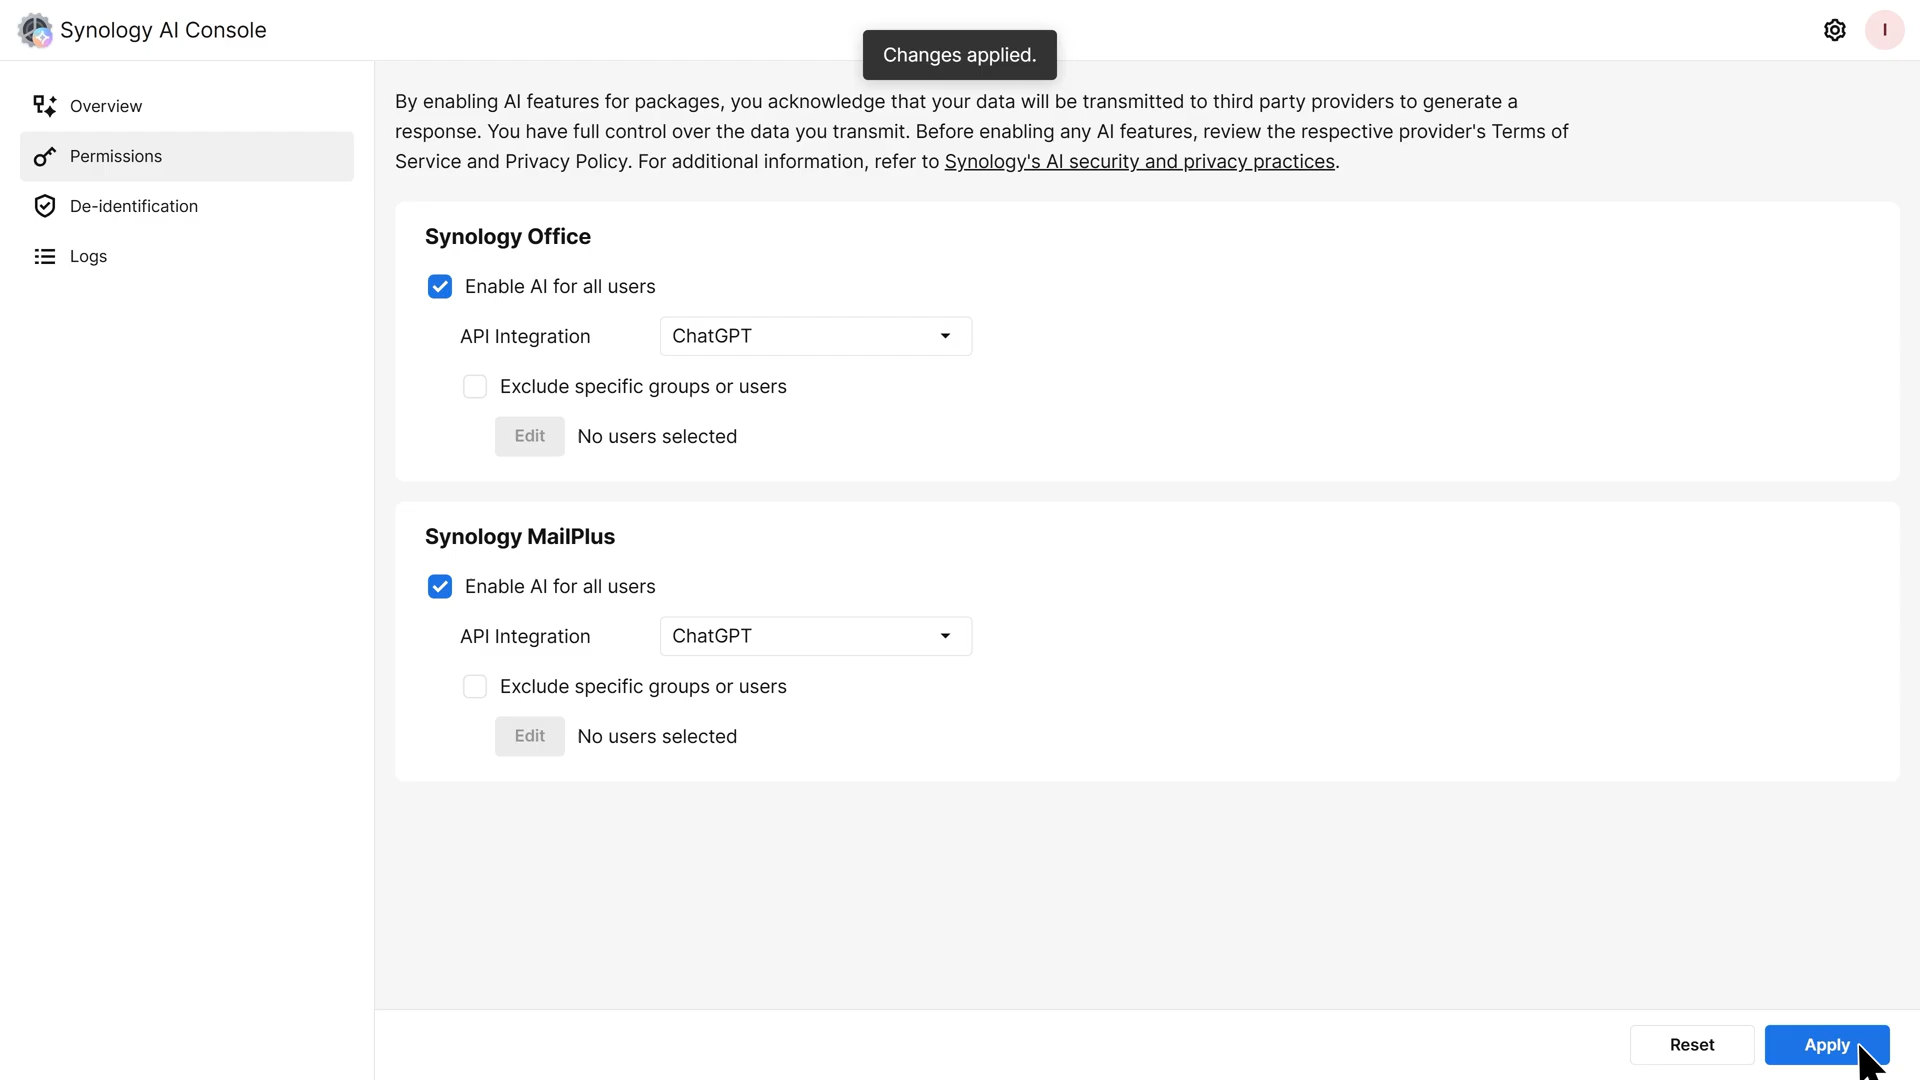 Synology AI Console
Changes applied.
I
Overview
Permissions
De-identification
Logs
By enabling AI features for packages, you acknowledge that your data will be transmitted to third party providers to generate a
response. You have full control over the data you transmit. Before enabling any AI features, review the respective provider's Terms of
Service and Privacy Policy. For additional information, refer to Synology's AI security and privacy practices.
Synology Office
Enable AI for all users
API Integration ChatGPT
Exclude specific groups or users
Edit No users selected
Synology MailPlus
Enable AI for all users
API Integration ChatGPT
Exclude specific groups or users
Edit No users selected
Reset Apply